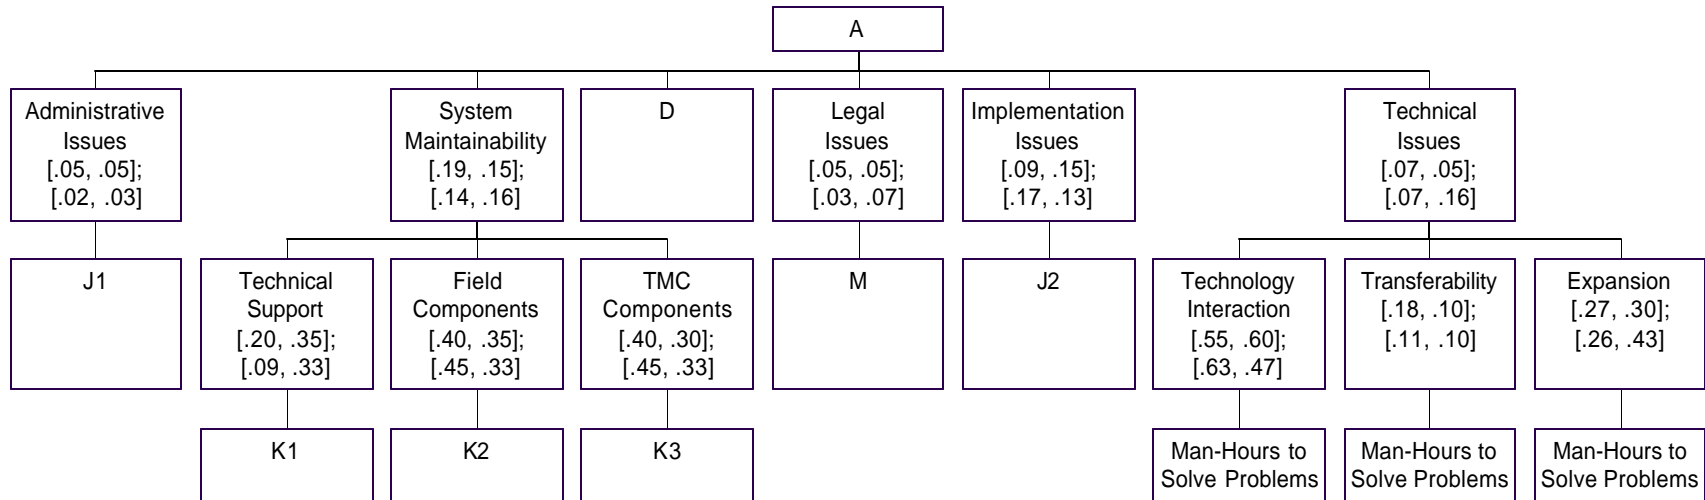 A
Administrative
Issues
[.05, .05];
[.02, .03]
System
Maintainability
[.19, .15];
[.14, .16]
D
Legal
Issues
[.05, .05];
[.03, .07]
Implementation
Issues
[.09, .15];
[.17, .13]
Technical
Issues
[.07, .05];
[.07, .16]
J1
Technical
Support
[.20, .35];
[.09, .33]
Field
Components
[.40, .35];
[.45, .33]
TMC
Components
[.40, .30];
[.45, .33]
M
J2
Technology
Interaction
[.55, .60];
[.63, .47]
Transferability
[.18, .10];
[.11, .10]
Expansion
[.27, .30];
[.26, .43]
K1
K2
K3
Man-Hours to
Solve Problems
Man-Hours to
Solve Problems
Man-Hours to
Solve Problems